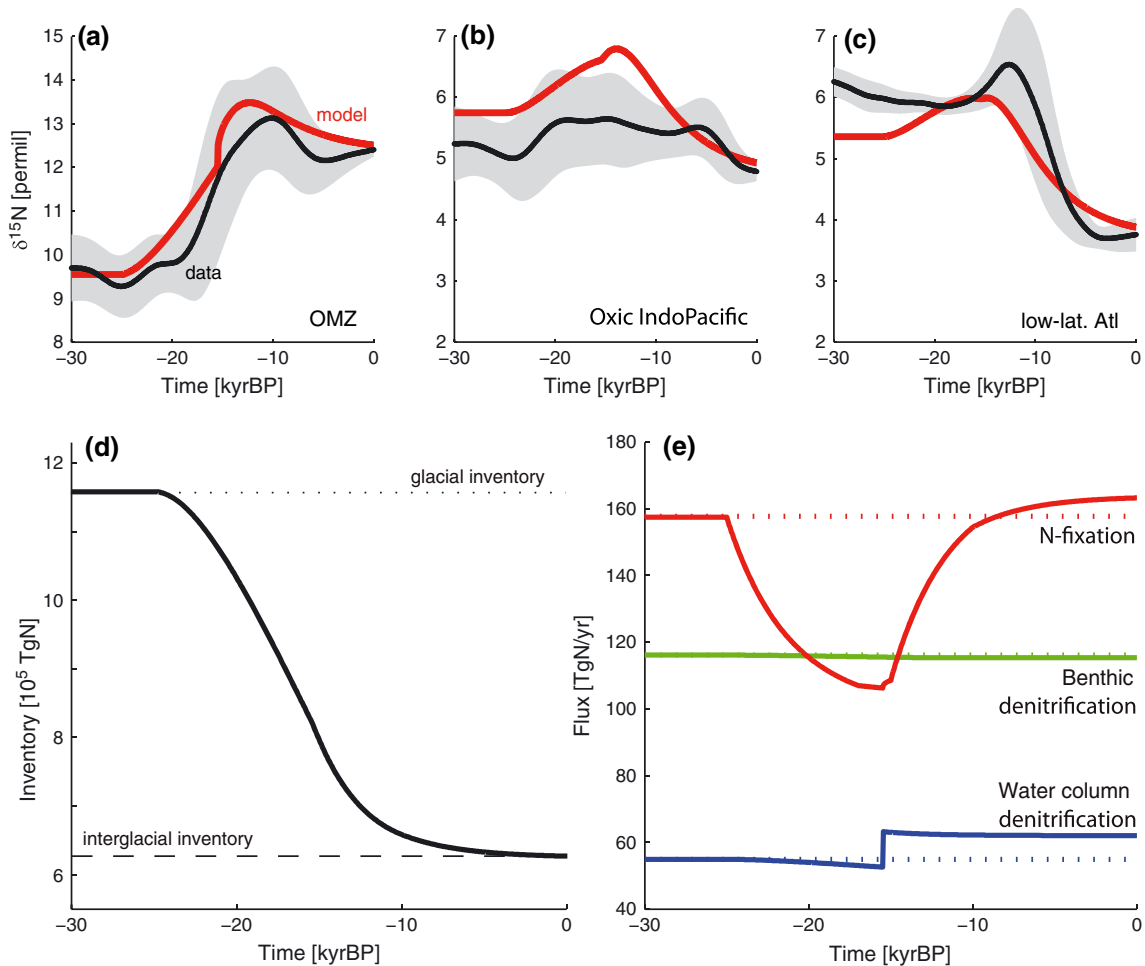 (a)
15
14
13
12
11
10
9
8
δ15N [permil]
model
data
OMZ
−30
−20
−10
0
Time [kyrBP]
(b)
7
6
5
4
3
2
Oxic IndoPacific
−30
−20
−10
0
Time [kyrBP]
(c)
7
6
5
4
3
2
low-lat. Atl
−30
−20
−10
0
Time [kyrBP]
(d)
12
10
8
6
Inventory [10^5 TgN]
glacial inventory
interglacial inventory
−30
−20
−10
0
Time [kyrBP]
(e)
180
160
140
120
100
80
60
40
Flux [TgN/yr]
N-fixation
Benthic
denitrification
Water column
denitrification
−30
−20
−10
0
Time [kyrBP]